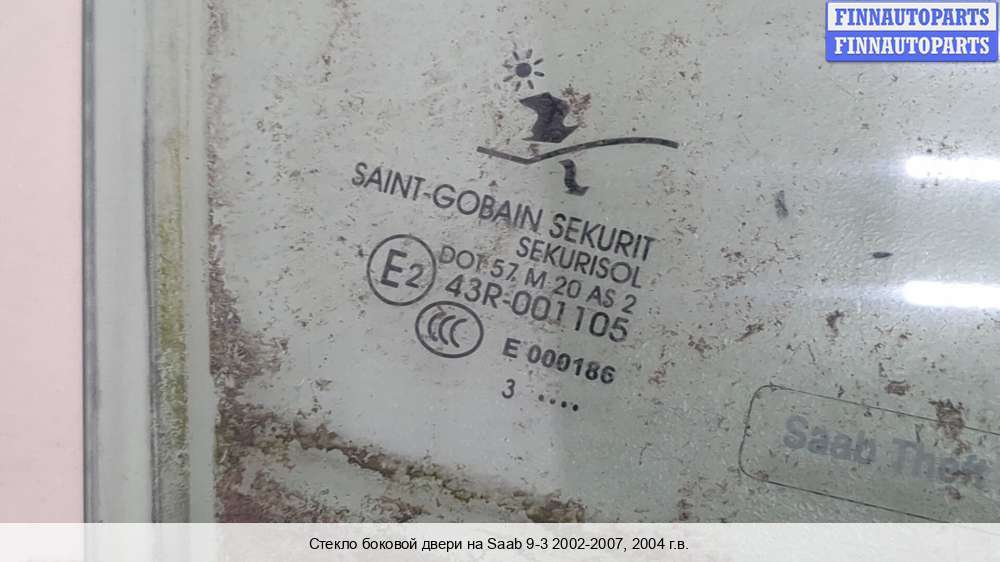 FINNAUTOPARTS
FINNAUTOPARTS
SAINT-GOBAIN SEKURIT
SEKURISOL
E2
DOT 57 M 20 AS 2
43R-001105
CCC
E 000186
3 ....
Saab Theft
Стекло боковой двери на Saab 9-3 2002-2007, 2004 г.в.